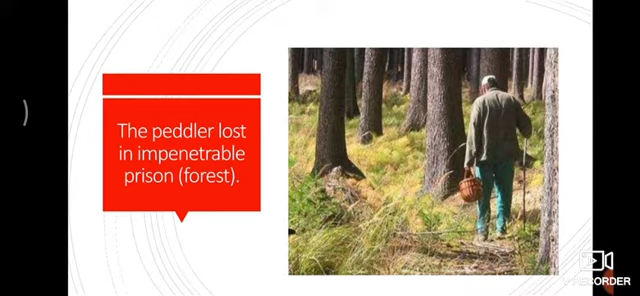 The peddler lost
in impenetrable
prison (forest).
RECORDER